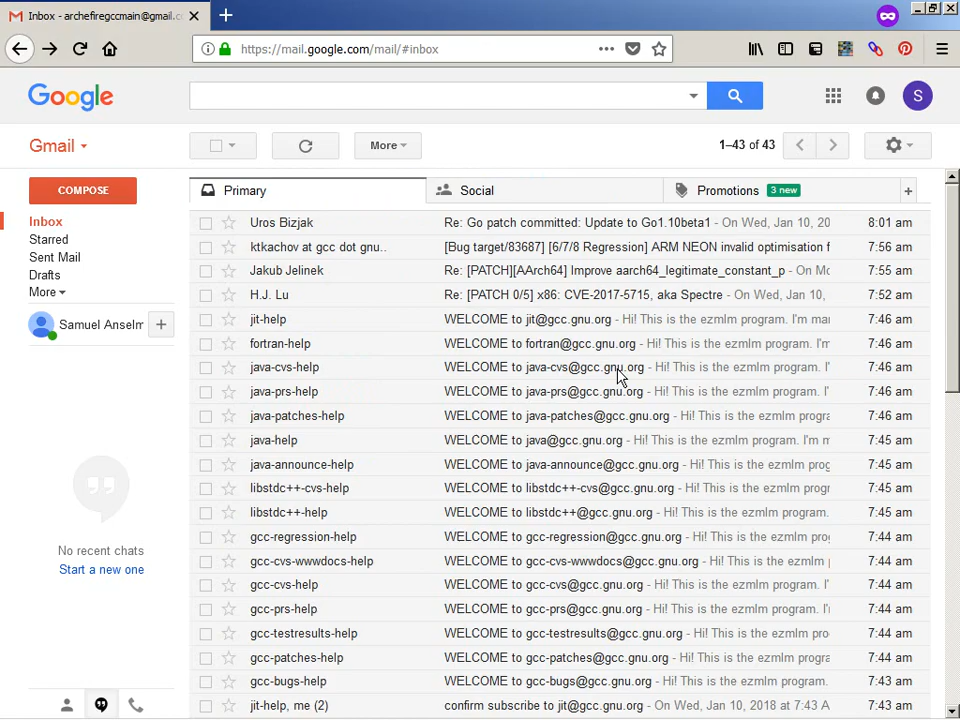 Inbox - archefiregccmain@gmail.c
https://mail.google.com/mail/#inbox
Google
S
Gmail
More
1–43 of 43
COMPOSE
Primary
Social
Promotions 3 new
Inbox
Starred
Sent Mail
Drafts
More
Samuel Anselm
Uros Bizjak Re: Go patch committed: Update to Go1.10beta1 - On Wed, Jan 10, 20 8:01 am
ktkachov at gcc dot gnu.. [Bug target/83687] [6/7/8 Regression] ARM NEON invalid optimisation f 7:56 am
Jakub Jelinek Re: [PATCH][AArch64] Improve aarch64_legitimate_constant_p - On Mo 7:55 am
H.J. Lu Re: [PATCH 0/5] x86: CVE-2017-5715, aka Spectre - On Wed, Jan 10, 7:52 am
jit-help WELCOME to jit@gcc.gnu.org - Hi! This is the ezmlm program. I'm mar 7:46 am
fortran-help WELCOME to fortran@gcc.gnu.org - Hi! This is the ezmlm program. I'm 7:46 am
java-cvs-help WELCOME to java-cvs@gcc.gnu.org - Hi! This is the ezmlm program. I' 7:46 am
java-prs-help WELCOME to java-prs@gcc.gnu.org - Hi! This is the ezmlm program. I' 7:46 am
java-patches-help WELCOME to java-patches@gcc.gnu.org - Hi! This is the ezmlm progra 7:46 am
java-help WELCOME to java@gcc.gnu.org - Hi! This is the ezmlm program. I'm m 7:45 am
java-announce-help WELCOME to java-announce@gcc.gnu.org - Hi! This is the ezmlm prog 7:45 am
libstdc++-cvs-help WELCOME to libstdc++-cvs@gcc.gnu.org - Hi! This is the ezmlm progra 7:45 am
libstdc++-help WELCOME to libstdc++@gcc.gnu.org - Hi! This is the ezmlm program. 7:45 am
gcc-regression-help WELCOME to gcc-regression@gcc.gnu.org - Hi! This is the ezmlm prog 7:44 am
gcc-cvs-wwwdocs-help WELCOME to gcc-cvs-wwwdocs@gcc.gnu.org - Hi! This is the ezmlm 7:44 am
gcc-cvs-help WELCOME to gcc-cvs@gcc.gnu.org - Hi! This is the ezmlm program. I' 7:44 am
gcc-prs-help WELCOME to gcc-prs@gcc.gnu.org - Hi! This is the ezmlm program. I' 7:44 am
gcc-testresults-help WELCOME to gcc-testresults@gcc.gnu.org - Hi! This is the ezmlm pro 7:44 am
gcc-patches-help WELCOME to gcc-patches@gcc.gnu.org - Hi! This is the ezmlm progra 7:44 am
gcc-bugs-help WELCOME to gcc-bugs@gcc.gnu.org - Hi! This is the ezmlm program. 7:43 am
jit-help, me (2) confirm subscribe to jit@gcc.gnu.org - On Wed, Jan 10, 2018 at 7:43 A 7:43 am
No recent chats
Start a new one